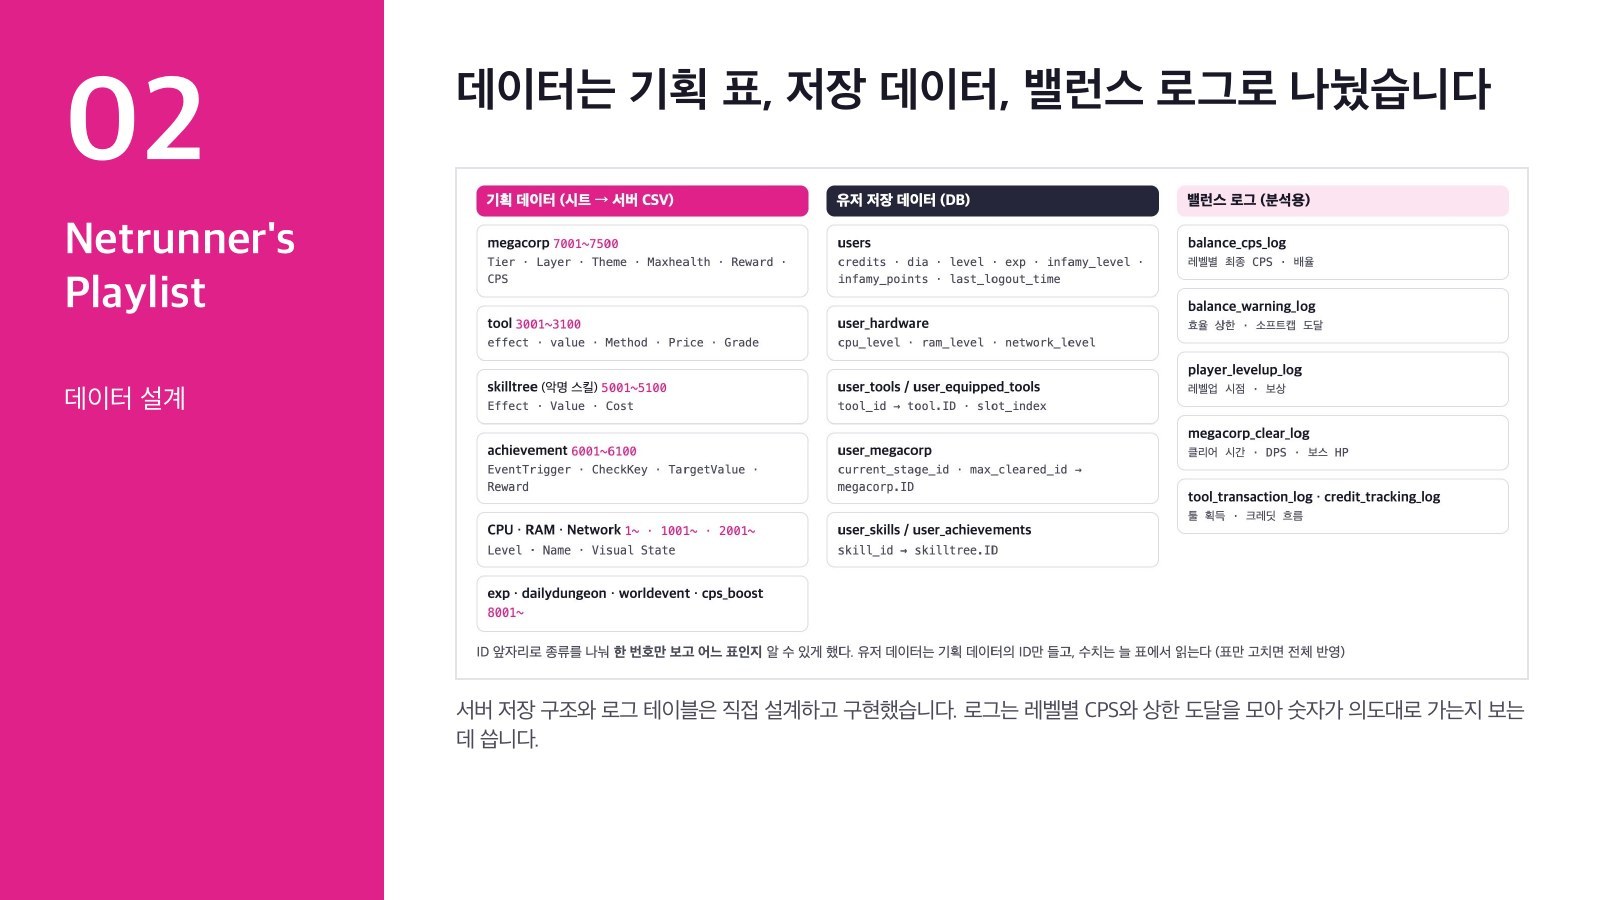 02
Netrunner's
Playlist
데이터 설계
데이터는 기획 표, 저장 데이터, 밸런스 로그로 나눴습니다
기획 데이터 (시트 → 서버 CSV)
megacorp 7001~7500
Tier · Layer · Theme · Maxhealth · Reward ·
CPS
tool 3001~3100
effect · value · Method · Price · Grade
skilltree (악명 스킬) 5001~5100
Effect · Value · Cost
achievement 6001~6100
EventTrigger · CheckKey · TargetValue ·
Reward
CPU · RAM · Network 1~ · 1001~ · 2001~
Level · Name · Visual State
exp · dailydungeon · worldevent · cps_boost
8001~
유저 저장 데이터 (DB)
users
credits · dia · level · exp · infamy_level ·
infamy_points · last_logout_time
user_hardware
cpu_level · ram_level · network_level
user_tools / user_equipped_tools
tool_id → tool.ID · slot_index
user_megacorp
current_stage_id · max_cleared_id →
megacorp.ID
user_skills / user_achievements
skill_id → skilltree.ID
밸런스 로그 (분석용)
balance_cps_log
레벨별 최종 CPS · 배율
balance_warning_log
효율 상한 · 소프트캡 도달
player_levelup_log
레벨업 시점 · 보상
megacorp_clear_log
클리어 시간 · DPS · 보스 HP
tool_transaction_log · credit_tracking_log
툴 획득 · 크레딧 흐름
ID 앞자리로 종류를 나눠 한 번호만 보고 어느 표인지 알 수 있게 했다. 유저 데이터는 기획 데이터의 ID만 들고, 수치는 늘 표에서 읽는다 (표만 고치면 전체 반영)
서버 저장 구조와 로그 테이블은 직접 설계하고 구현했습니다. 로그는 레벨별 CPS와 상한 도달을 모아 숫자가 의도대로 가는지 보는
데 씁니다.